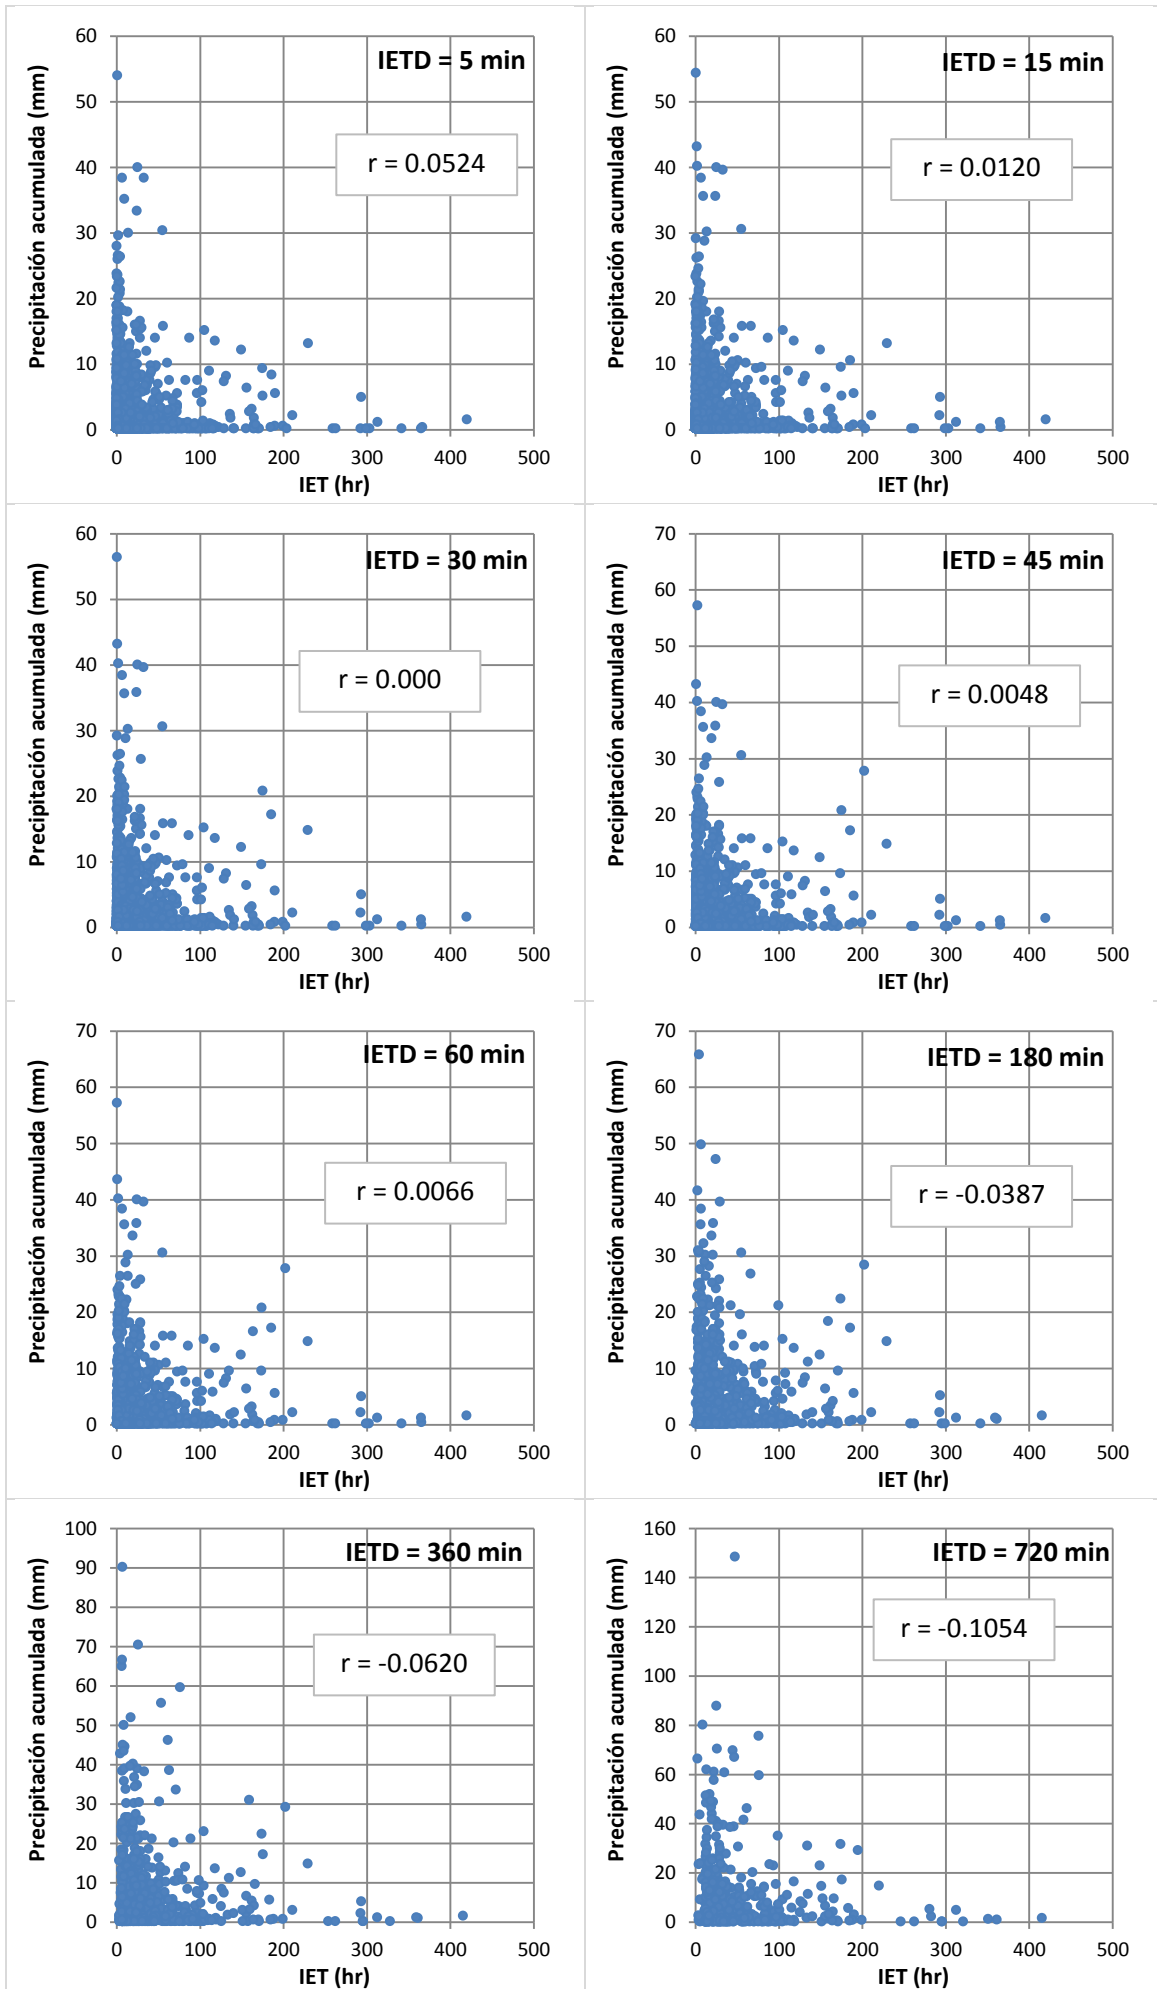 IETD = 5 min
r = 0.0524
Precipitación acumulada (mm)
60
50
40
30
20
10
0
0 100 200 300 400 500
IET (hr)
IETD = 15 min
r = 0.0120
Precipitación acumulada (mm)
60
50
40
30
20
10
0
0 100 200 300 400 500
IET (hr)
IETD = 30 min
r = 0.000
Precipitación acumulada (mm)
60
50
40
30
20
10
0
0 100 200 300 400 500
IET (hr)
IETD = 45 min
r = 0.0048
Precipitación acumulada (mm)
70
60
50
40
30
20
10
0
0 100 200 300 400 500
IET (hr)
IETD = 60 min
r = 0.0066
Precipitación acumulada (mm)
70
60
50
40
30
20
10
0
0 100 200 300 400 500
IET (hr)
IETD = 180 min
r = -0.0387
Precipitación acumulada (mm)
70
60
50
40
30
20
10
0
0 100 200 300 400 500
IET (hr)
IETD = 360 min
r = -0.0620
Precipitación acumulada (mm)
100
90
80
70
60
50
40
30
20
10
0
0 100 200 300 400 500
IET (hr)
IETD = 720 min
r = -0.1054
Precipitación acumulada (mm)
160
140
120
100
80
60
40
20
0
0 100 200 300 400 500
IET (hr)